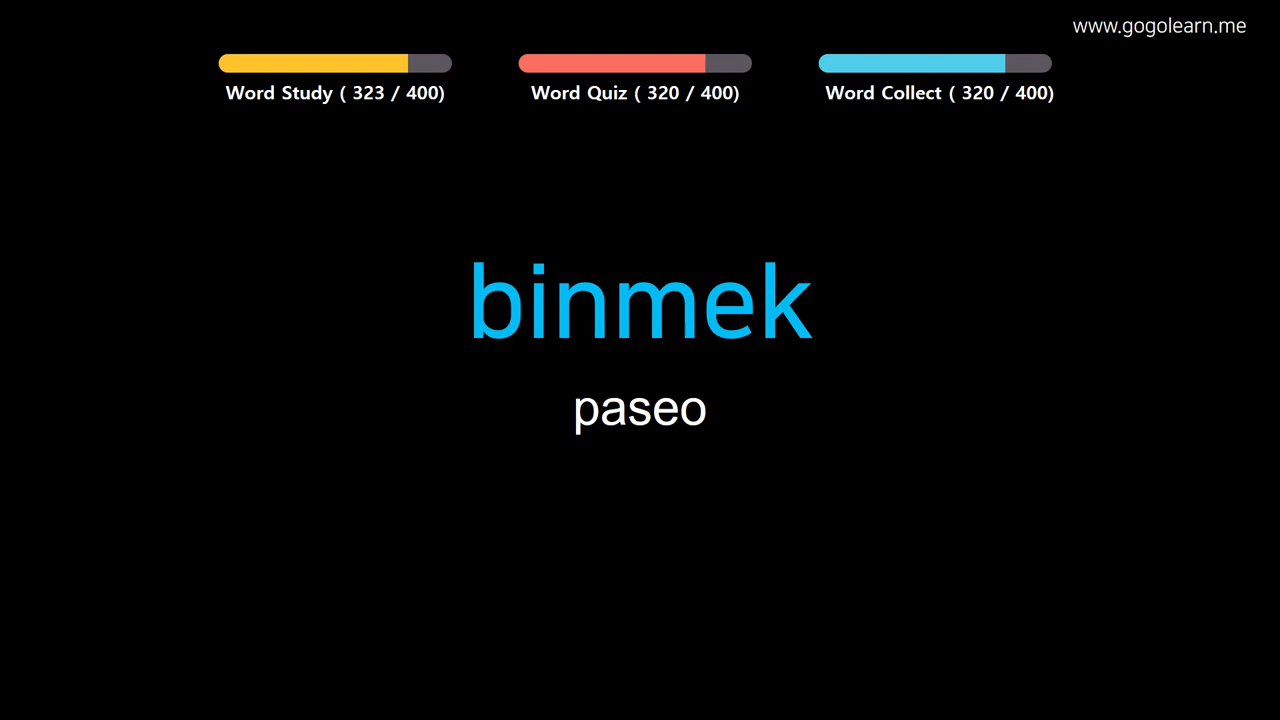 www.gogolearn.me
Word Study ( 323 / 400)
Word Quiz ( 320 / 400)
Word Collect ( 320 / 400)
binmek
paseo